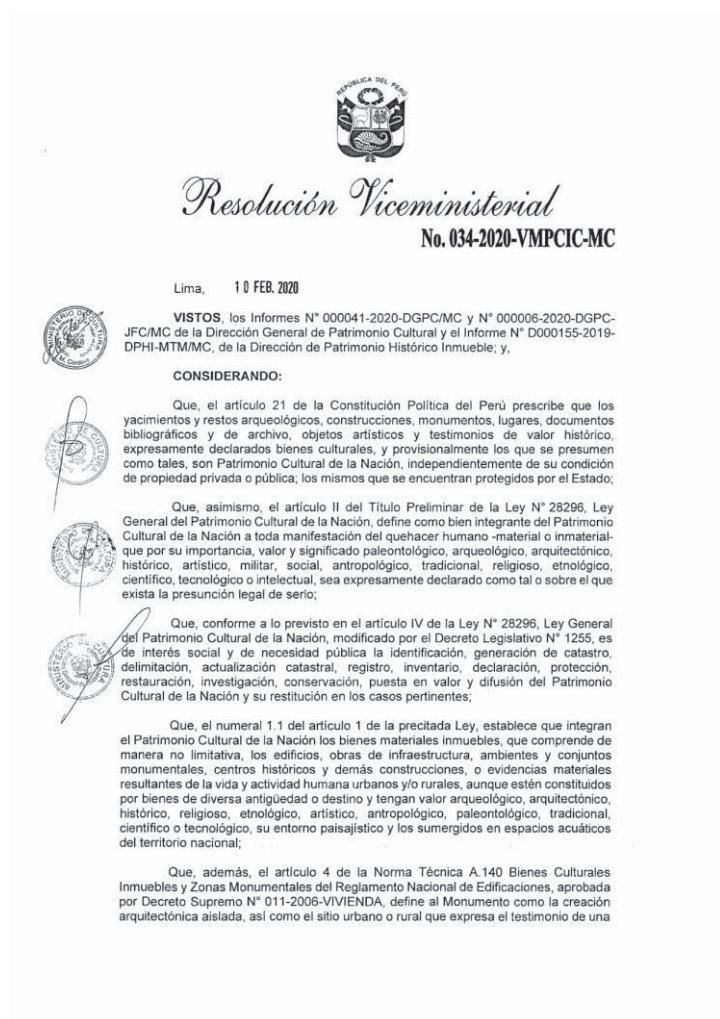 REPÚBLICA DEL PERÚ
Resolución Viceministerial
No. 034-2020-VMPCIC-MC
Lima, 10 FEB. 2020
VISTOS, los Informes N° 000041-2020-DGPC/MC y N° 000006-2020-DGPC-
JFC/MC de la Dirección General de Patrimonio Cultural y el Informe N° D000155-2019-
DPHI-MTM/MC, de la Dirección de Patrimonio Histórico Inmueble; y,
CONSIDERANDO:
Que, el artículo 21 de la Constitución Política del Perú prescribe que los
yacimientos y restos arqueológicos, construcciones, monumentos, lugares, documentos
bibliográficos y de archivo, objetos artísticos y testimonios de valor histórico,
expresamente declarados bienes culturales, y provisionalmente los que se presumen
como tales, son Patrimonio Cultural de la Nación, independientemente de su condición
de propiedad privada o pública; los mismos que se encuentran protegidos por el Estado;
Que, asimismo, el artículo II del Título Preliminar de la Ley N° 28296, Ley
General del Patrimonio Cultural de la Nación, define como bien integrante del Patrimonio
Cultural de la Nación a toda manifestación del quehacer humano -material o inmaterial-
que por su importancia, valor y significado paleontológico, arqueológico, arquitectónico,
histórico, artístico, militar, social, antropológico, tradicional, religioso, etnológico,
científico, tecnológico o intelectual, sea expresamente declarado como tal o sobre el que
exista la presunción legal de serlo;
Que, conforme a lo previsto en el artículo IV de la Ley N° 28296, Ley General
del Patrimonio Cultural de la Nación, modificado por el Decreto Legislativo N° 1255, es
de interés social y de necesidad pública la identificación, generación de catastro,
delimitación, actualización catastral, registro, inventario, declaración, protección,
restauración, investigación, conservación, puesta en valor y difusión del Patrimonio
Cultural de la Nación y su restitución en los casos pertinentes;
Que, el numeral 1.1 del artículo 1 de la precitada Ley, establece que integran
el Patrimonio Cultural de la Nación los bienes materiales inmuebles, que comprende de
manera no limitativa, los edificios, obras de infraestructura, ambientes y conjuntos
monumentales, centros históricos y demás construcciones, o evidencias materiales
resultantes de la vida y actividad humana urbanos y/o rurales, aunque estén constituidos
por bienes de diversa antigüedad o destino y tengan valor arqueológico, arquitectónico,
histórico, religioso, etnológico, artístico, antropológico, paleontológico, tradicional,
científico o tecnológico, su entorno paisajístico y los sumergidos en espacios acuáticos
del territorio nacional;
Que, además, el artículo 4 de la Norma Técnica A.140 Bienes Culturales
Inmuebles y Zonas Monumentales del Reglamento Nacional de Edificaciones, aprobada
por Decreto Supremo N° 011-2006-VIVIENDA, define al Monumento como la creación
arquitectónica aislada, así como el sitio urbano o rural que expresa el testimonio de una
MINISTERIO DE CULTURA
M. Córdova
MINISTERIO DE CULTURA
MINISTERIO DE CULTURA
MINISTERIO DE CULTURA